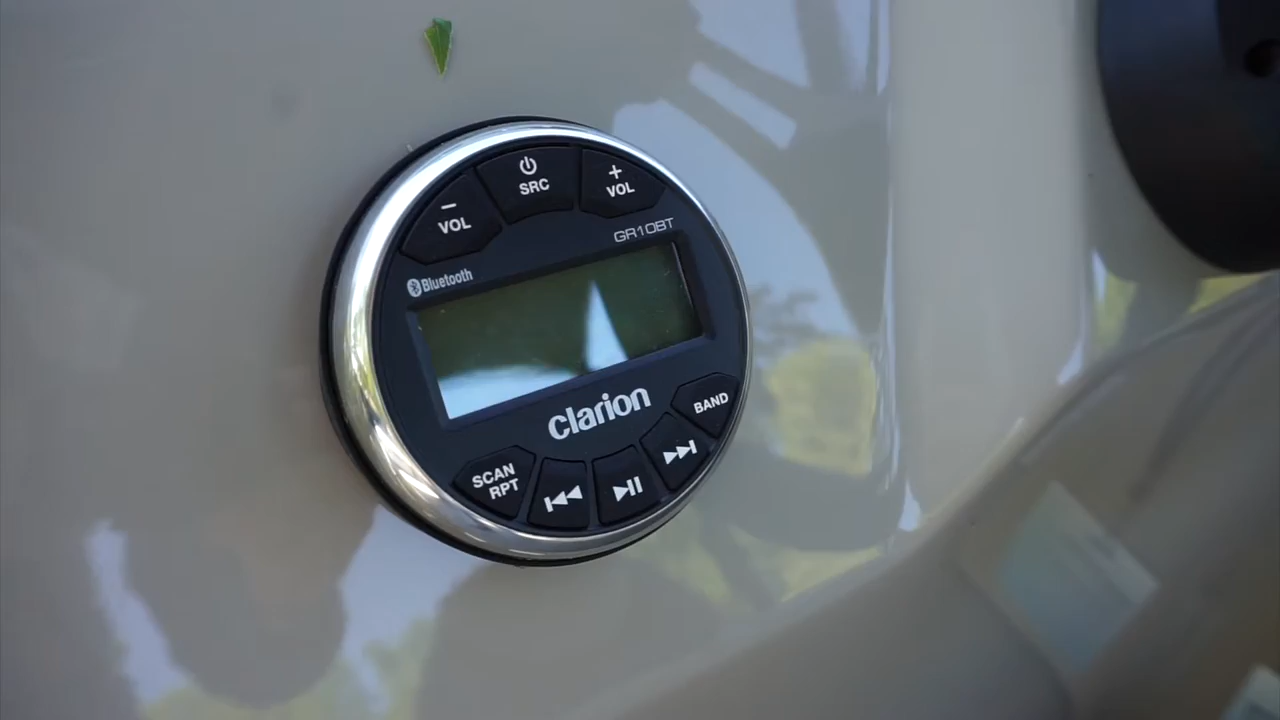 SRC
+
VOL
−
VOL
GR10BT
Bluetooth
clarion
BAND
SCAN
RPT